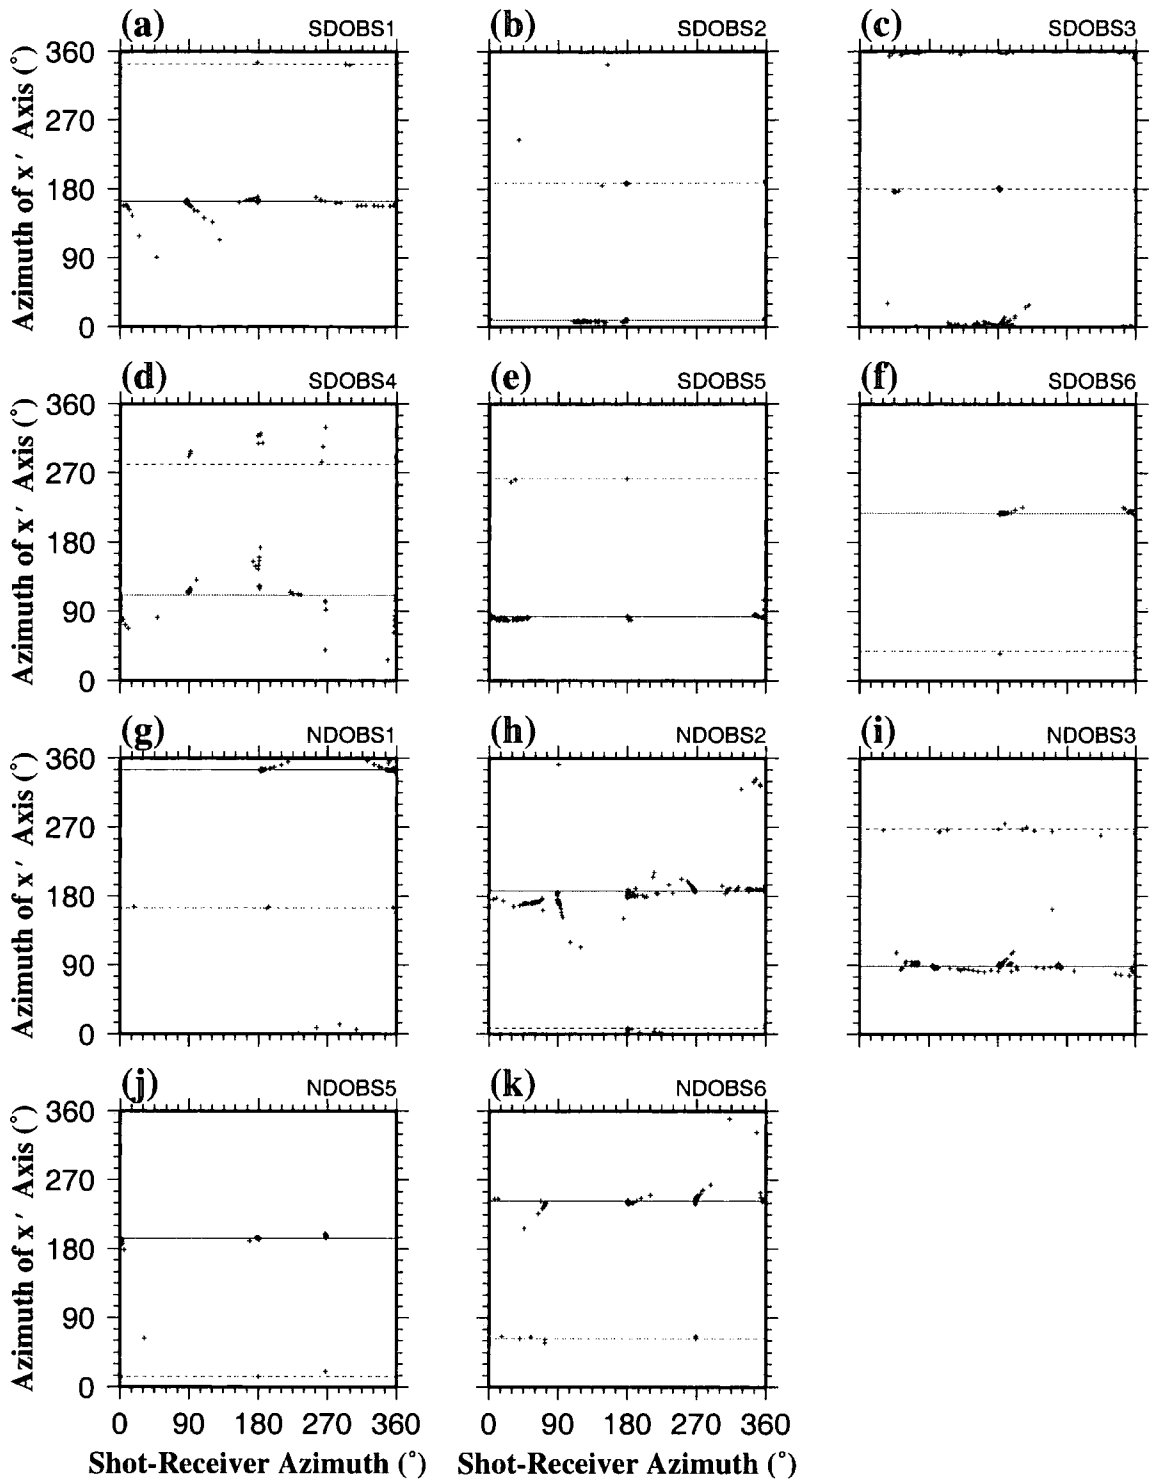 (a) SDOBS1 (b) SDOBS2 (c) SDOBS3
360
270
180
90
0
Azimuth of x′ Axis (°)
(d) SDOBS4 (e) SDOBS5 (f) SDOBS6
360
270
180
90
0
Azimuth of x′ Axis (°)
(g) NDOBS1 (h) NDOBS2 (i) NDOBS3
360
270
180
90
0
Azimuth of x′ Axis (°)
(j) NDOBS5 (k) NDOBS6
360
270
180
90
0
Azimuth of x′ Axis (°)
0 90 180 270 360 0 90 180 270 360
Shot-Receiver Azimuth (°) Shot-Receiver Azimuth (°)